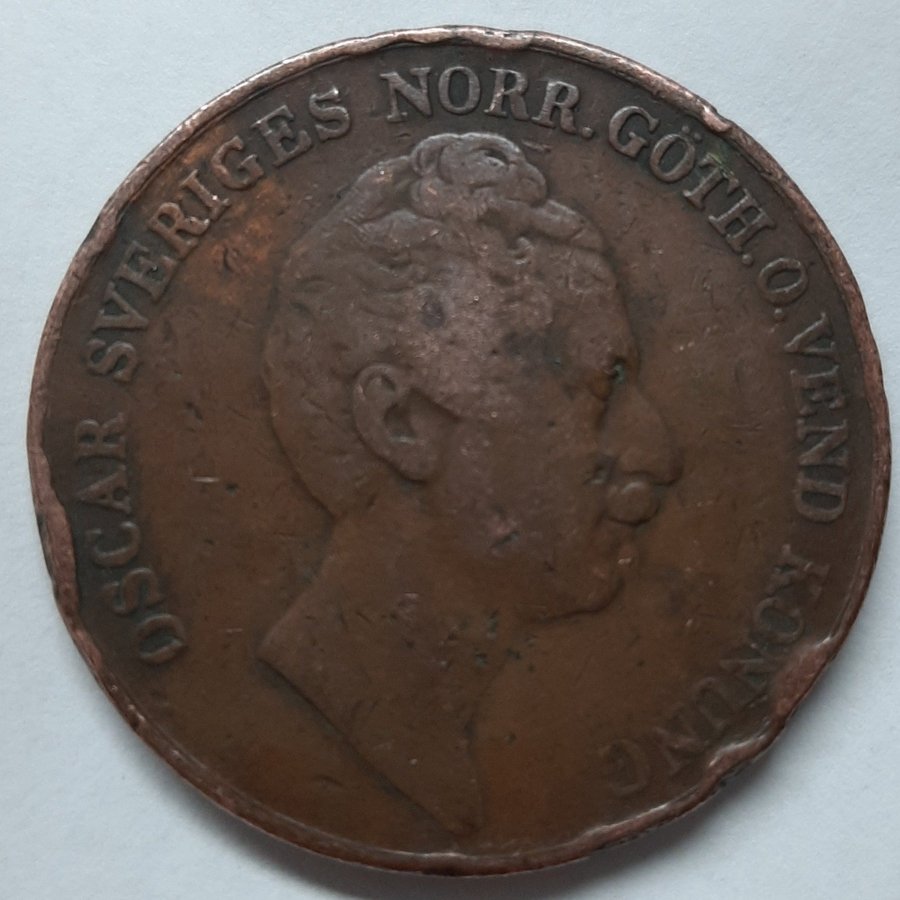 OSCAR SVERIGES NORR. GÖTH. O. VEND KONUNG